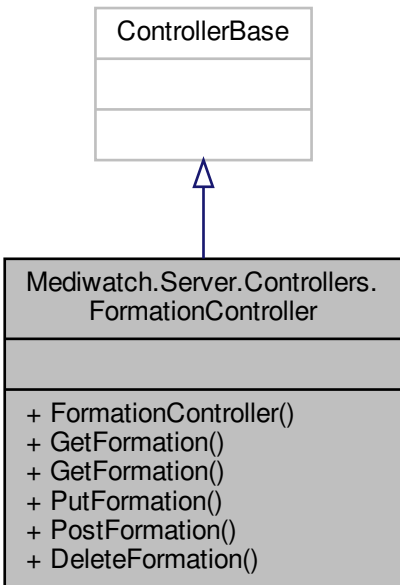 ControllerBase
Mediwatch.Server.Controllers.
FormationController
+ FormationController()
+ GetFormation()
+ GetFormation()
+ PutFormation()
+ PostFormation()
+ DeleteFormation()